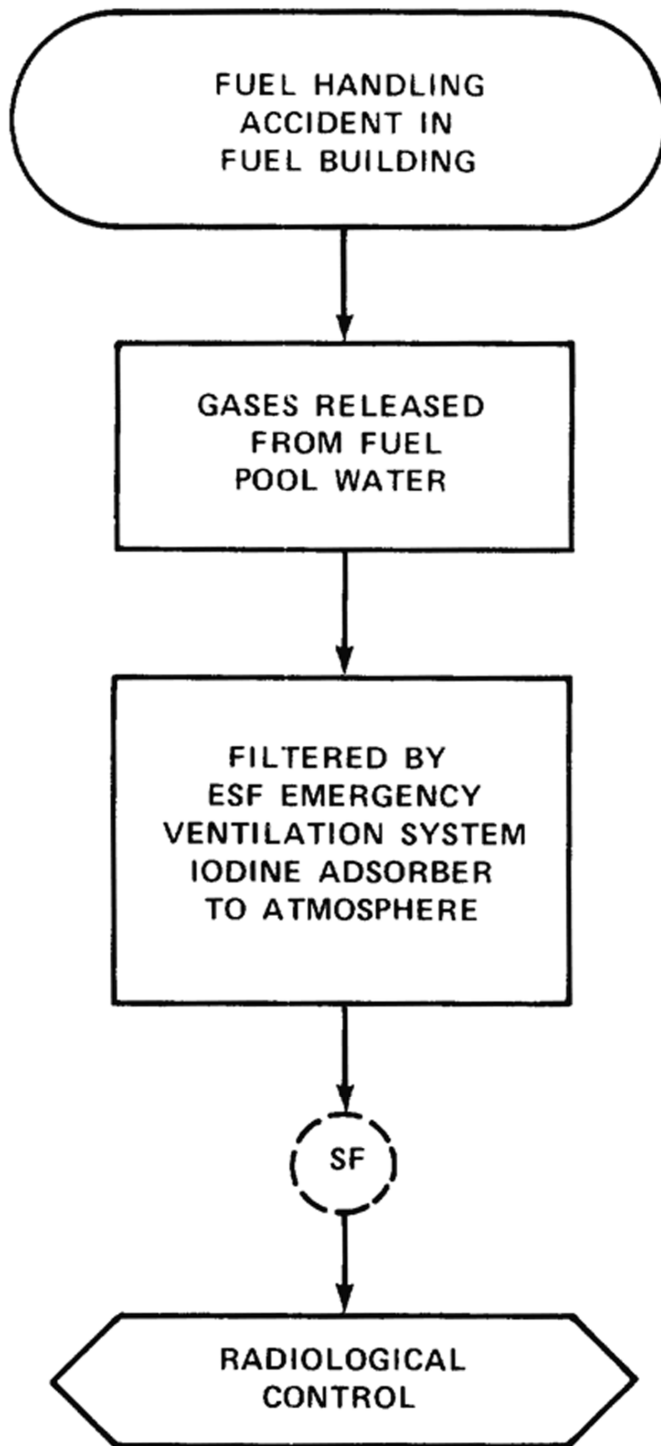 FUEL HANDLING
ACCIDENT IN
FUEL BUILDING
GASES RELEASED
FROM FUEL
POOL WATER
FILTERED BY
ESF EMERGENCY
VENTILATION SYSTEM
IODINE ADSORBER
TO ATMOSPHERE
SF
RADIOLOGICAL
CONTROL